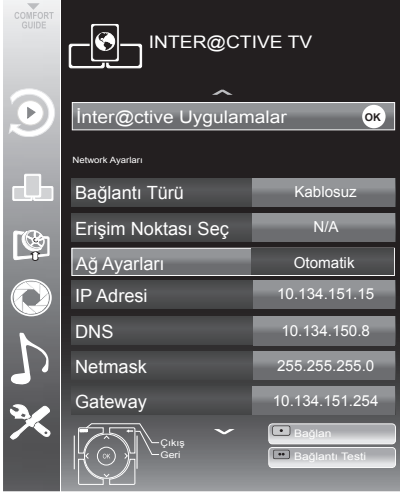 COMFORT
GUIDE
INTER@CTIVE TV
İnter@ctive Uygulamalar OK
Network Ayarları
Bağlantı Türü Kablosuz
Erişim Noktası Seç N/A
Ağ Ayarları Otomatik
IP Adresi 10.134.151.15
DNS 10.134.150.8
Netmask 255.255.255.0
Gateway 10.134.151.254
OK
Çıkış
Geri
Bağlan
Bağlantı Testi